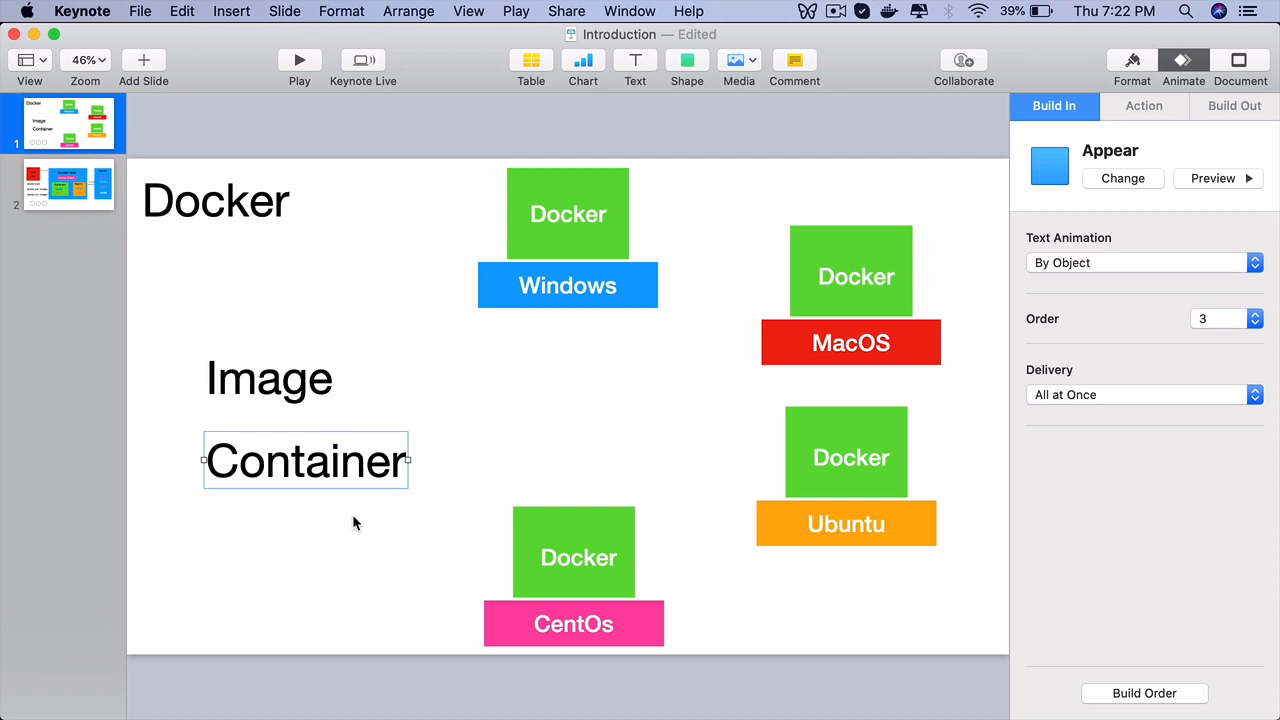 Keynote File Edit Insert Slide Format Arrange View Play Share Window Help 39% Thu 7:22 PM
Introduction — Edited
46%
View Zoom Add Slide Play Keynote Live Table Chart Text Shape Media Comment Collaborate Format Animate Document
Build In Action Build Out
Appear
Change Preview
Text Animation
By Object
Order 3
Delivery
All at Once
Build Order
1
Docker
Image
Container
2
Docker
Docker
Windows
Docker
MacOS
Image
Container
Docker
Ubuntu
Docker
CentOs